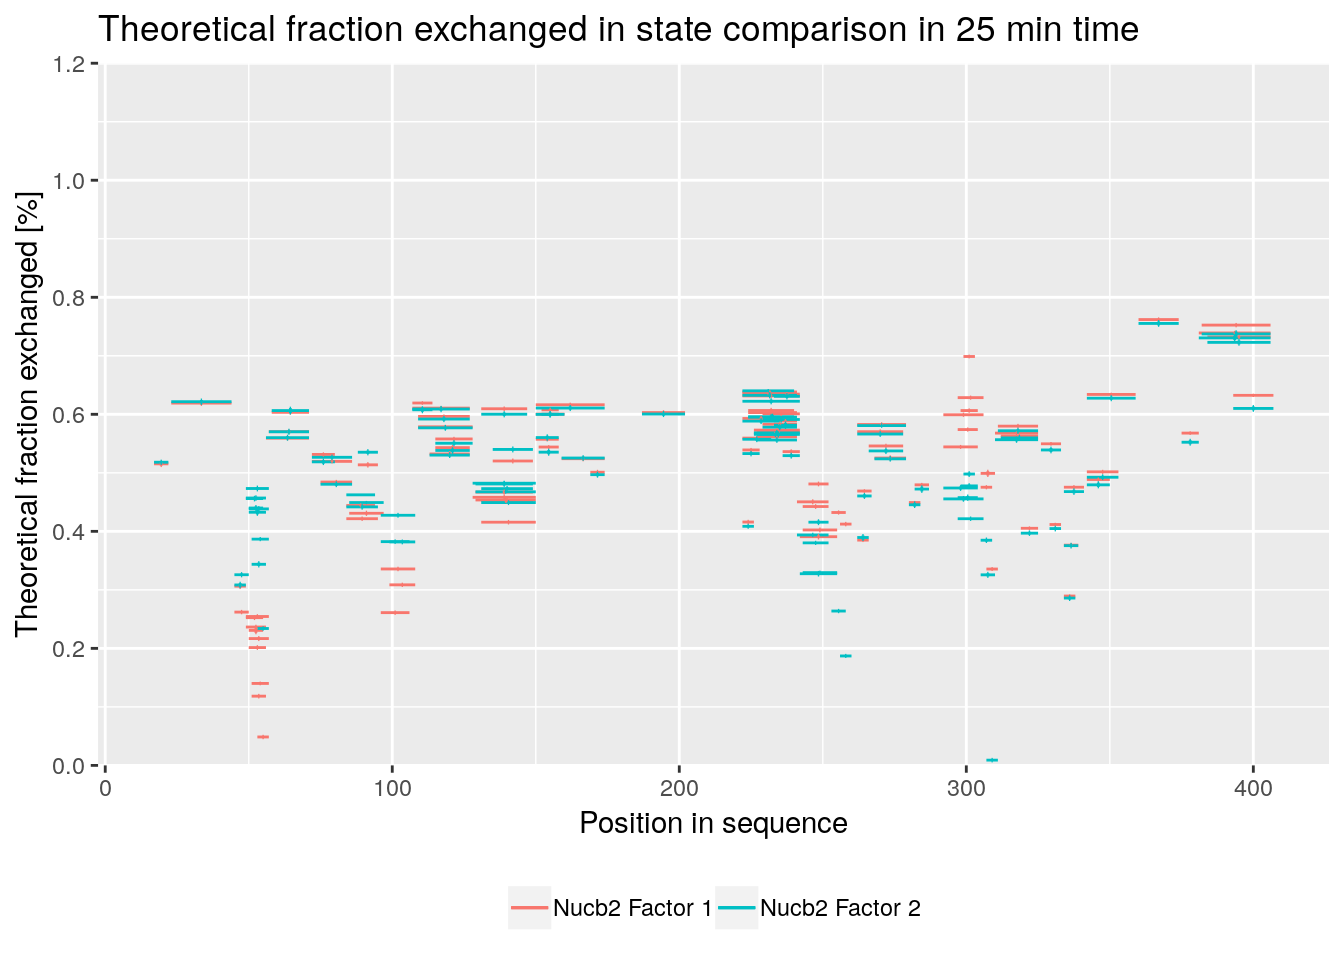 Theoretical fraction exchanged in state comparison in 25 min time
Theoretical fraction exchanged [%]
1.2
1.0
0.8
0.6
0.4
0.2
0.0
0 100 200 300 400
Position in sequence
Nucb2 Factor 1 Nucb2 Factor 2